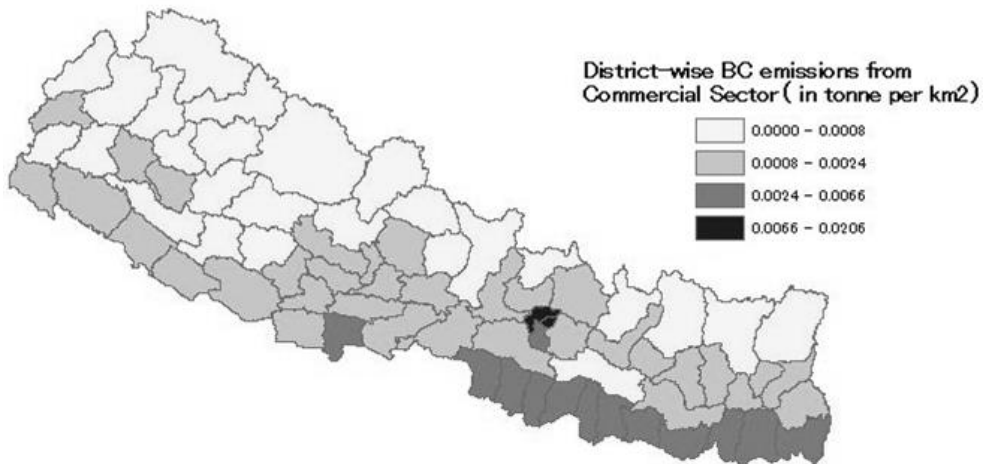 District-wise BC emissions from
Commercial Sector( in tonne per km2)
0.0000 - 0.0008
0.0008 - 0.0024
0.0024 - 0.0066
0.0066 - 0.0206